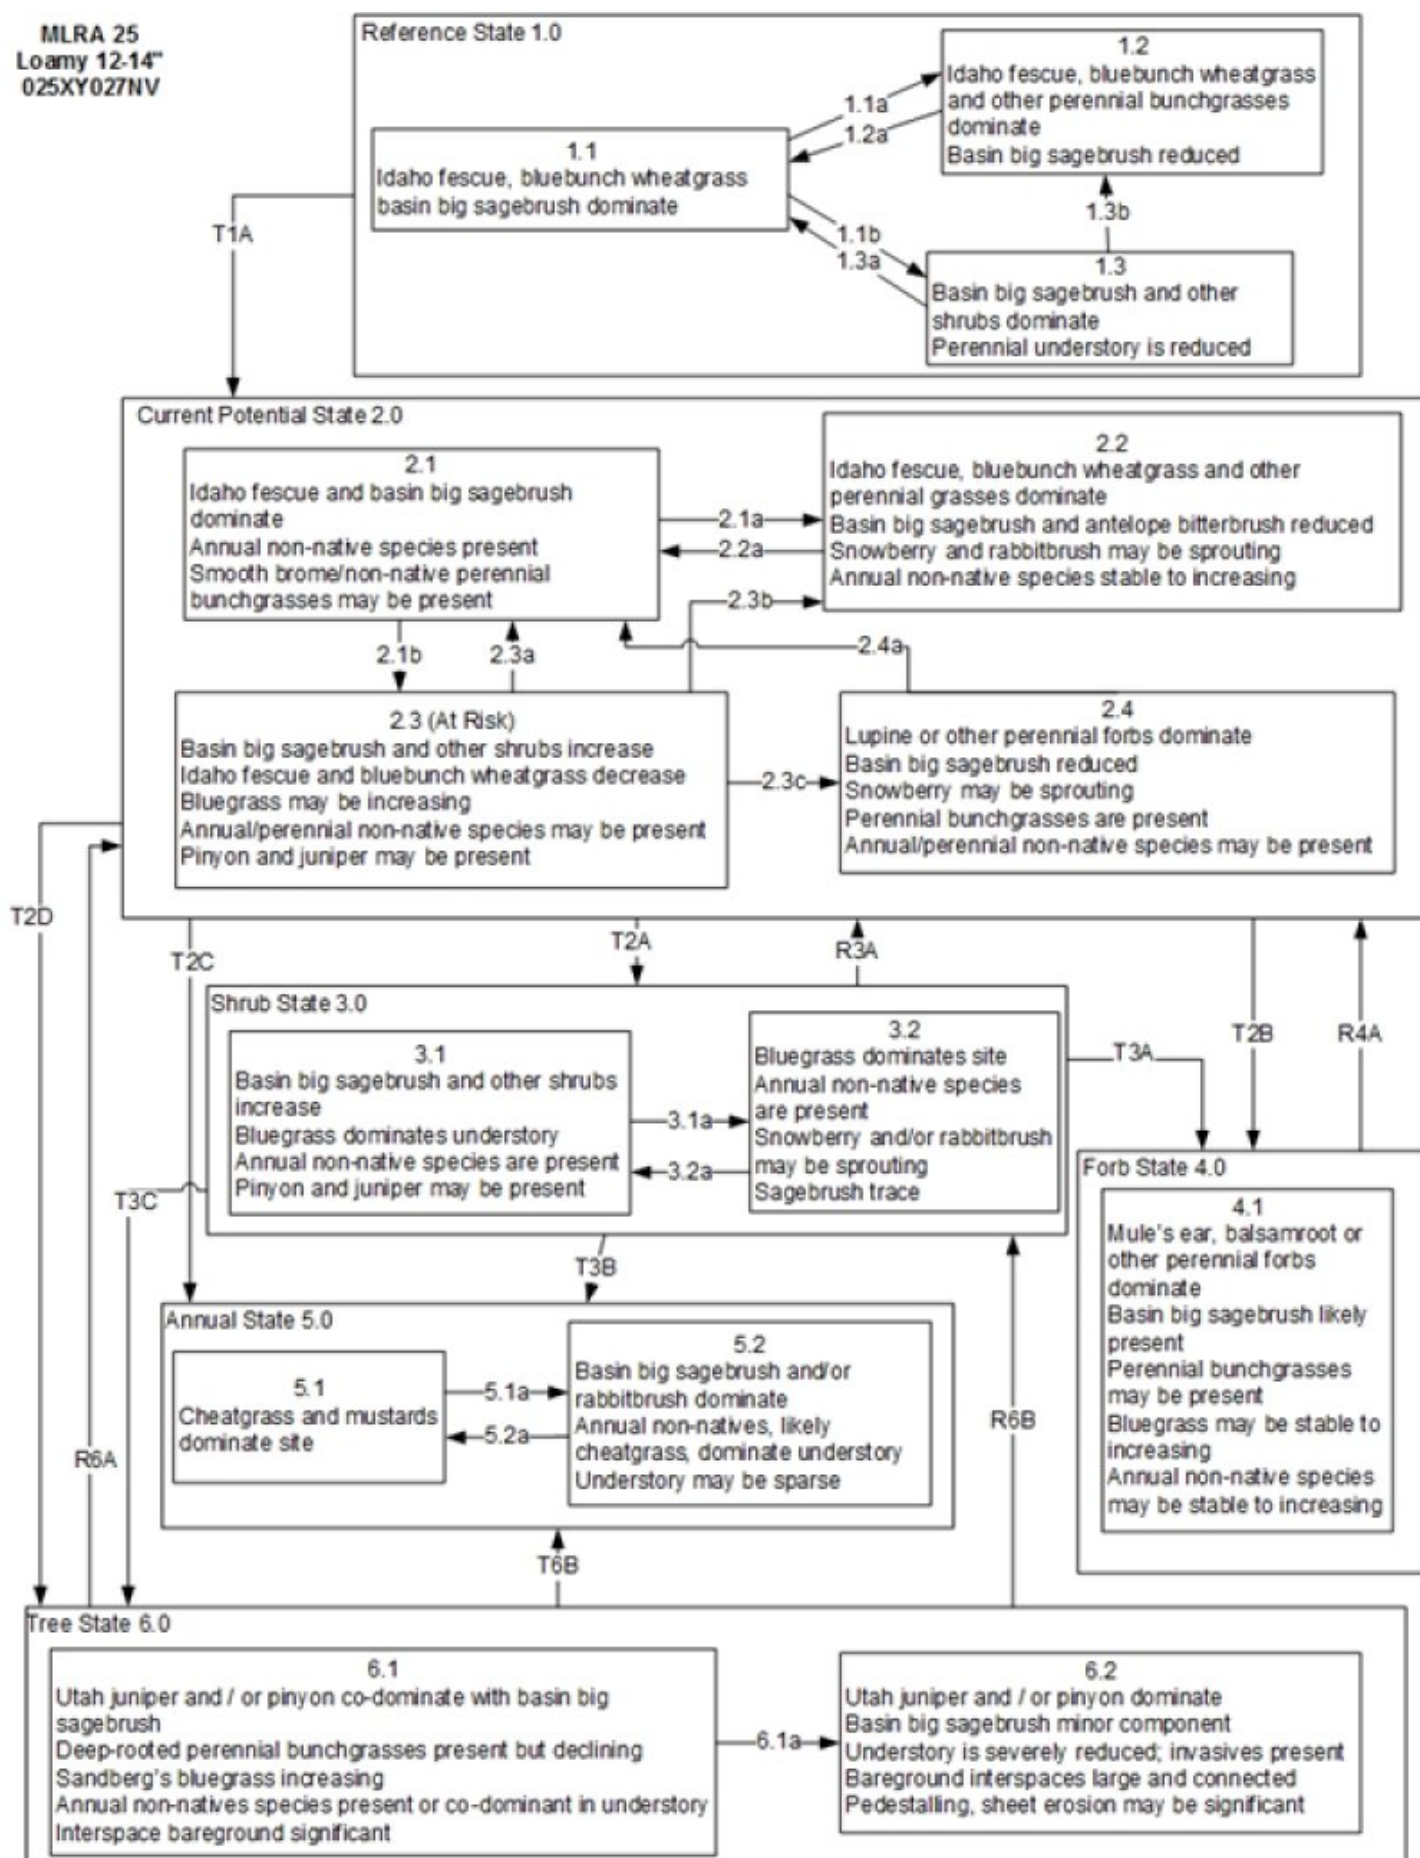 MLRA 25
Loamy 12-14"
025XY027NV
Reference State 1.0
1.1
Idaho fescue, bluebunch wheatgrass
basin big sagebrush dominate
1.1a
1.2a
1.2
Idaho fescue, bluebunch wheatgrass
and other perennial bunchgrasses
dominate
Basin big sagebrush reduced
1.3b
1.1b
1.3a
1.3
Basin big sagebrush and other
shrubs dominate
Perennial understory is reduced
T1A
Current Potential State 2.0
2.1
Idaho fescue and basin big sagebrush
dominate
Annual non-native species present
Smooth brome/non-native perennial
bunchgrasses may be present
2.1a
2.2a
2.2
Idaho fescue, bluebunch wheatgrass and other
perennial grasses dominate
Basin big sagebrush and antelope bitterbrush reduced
Snowberry and rabbitbrush may be sprouting
Annual non-native species stable to increasing
2.3b
2.1b
2.3a
2.4a
2.3 (At Risk)
Basin big sagebrush and other shrubs increase
Idaho fescue and bluebunch wheatgrass decrease
Bluegrass may be increasing
Annual/perennial non-native species may be present
Pinyon and juniper may be present
2.3c
2.4
Lupine or other perennial forbs dominate
Basin big sagebrush reduced
Snowberry may be sprouting
Perennial bunchgrasses are present
Annual/perennial non-native species may be present
T2D
T2C
T2A
R3A
T2B
R4A
Shrub State 3.0
3.1
Basin big sagebrush and other shrubs
increase
Bluegrass dominates understory
Annual non-native species are present
Pinyon and juniper may be present
3.1a
3.2a
3.2
Bluegrass dominates site
Annual non-native species
are present
Snowberry and/or rabbitbrush
may be sprouting
Sagebrush trace
T3A
T3C
T3B
Forb State 4.0
4.1
Mule's ear, balsamroot or
other perennial forbs
dominate
Basin big sagebrush likely
present
Perennial bunchgrasses
may be present
Bluegrass may be stable to
increasing
Annual non-native species
may be stable to increasing
Annual State 5.0
5.1
Cheatgrass and mustards
dominate site
5.1a
5.2a
5.2
Basin big sagebrush and/or
rabbitbrush dominate
Annual non-natives, likely
cheatgrass, dominate understory
Understory may be sparse
R6A
R6B
T6B
Tree State 6.0
6.1
Utah juniper and / or pinyon co-dominate with basin big
sagebrush
Deep-rooted perennial bunchgrasses present but declining
Sandberg's bluegrass increasing
Annual non-natives species present or co-dominant in understory
Interspace bareground significant
6.1a
6.2
Utah juniper and / or pinyon dominate
Basin big sagebrush minor component
Understory is severely reduced; invasives present
Bareground interspaces large and connected
Pedestalling, sheet erosion may be significant